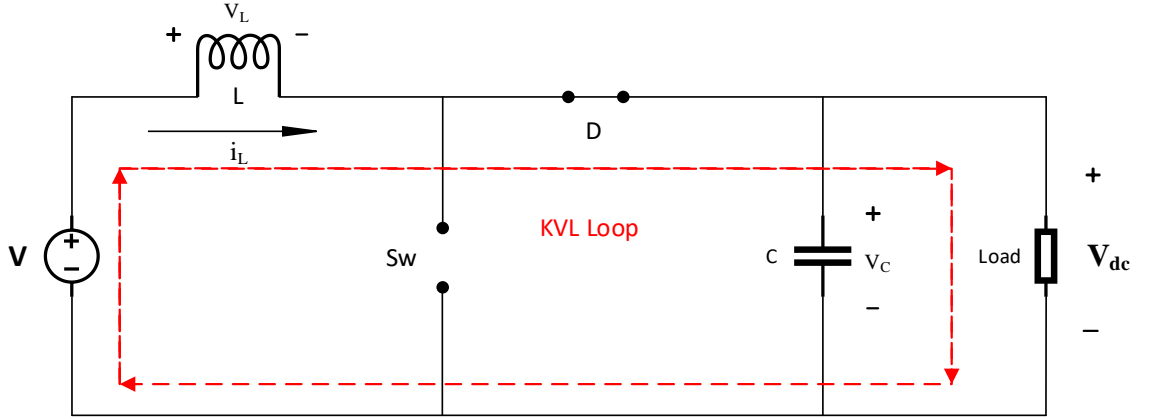 V_L
+ −
L
D
i_L
KVL Loop
+
−
V
Sw
C
+
V_C
−
Load
+
V_dc
−